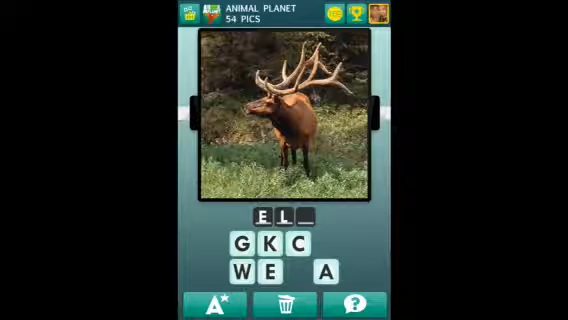 ANIMAL PLANET
54 PICS
E L _
G K C
W E A
A
?